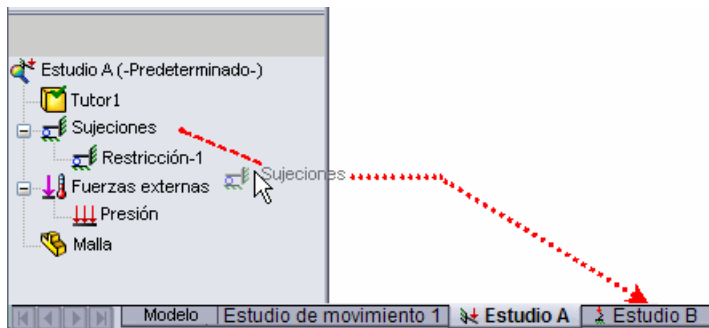 Estudio A (-Predeterminado-)
Tutor1
Sujeciones
Restricción-1
Sujeciones
Fuerzas externas
Presión
Malla
Modelo Estudio de movimiento 1 Estudio A Estudio B